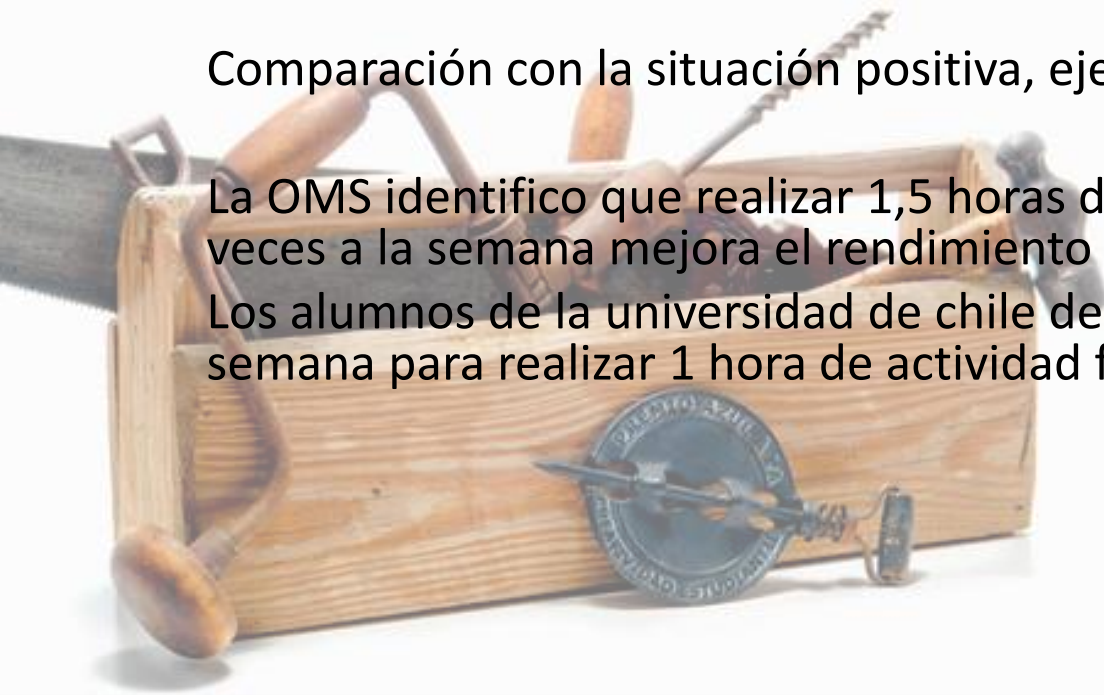 Comparación con la situación positiva, eje
La OMS identifico que realizar 1,5 horas d
veces a la semana mejora el rendimiento
Los alumnos de la universidad de chile de
semana para realizar 1 hora de actividad f